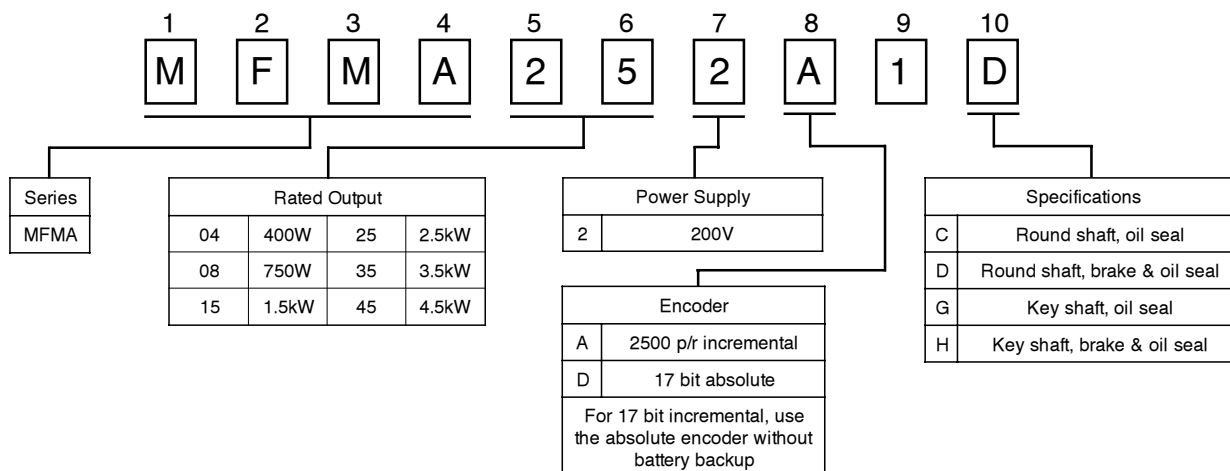 1 2 3 4 5 6 7 8 9 10
M F M A 2 5 2 A 1 D
Series
MFMA
Rated Output
04 400W 25 2.5kW
08 750W 35 3.5kW
15 1.5kW 45 4.5kW
Power Supply
2 200V
Encoder
A 2500 p/r incremental
D 17 bit absolute
For 17 bit incremental, use
the absolute encoder without
battery backup
Specifications
C Round shaft, oil seal
D Round shaft, brake & oil seal
G Key shaft, oil seal
H Key shaft, brake & oil seal